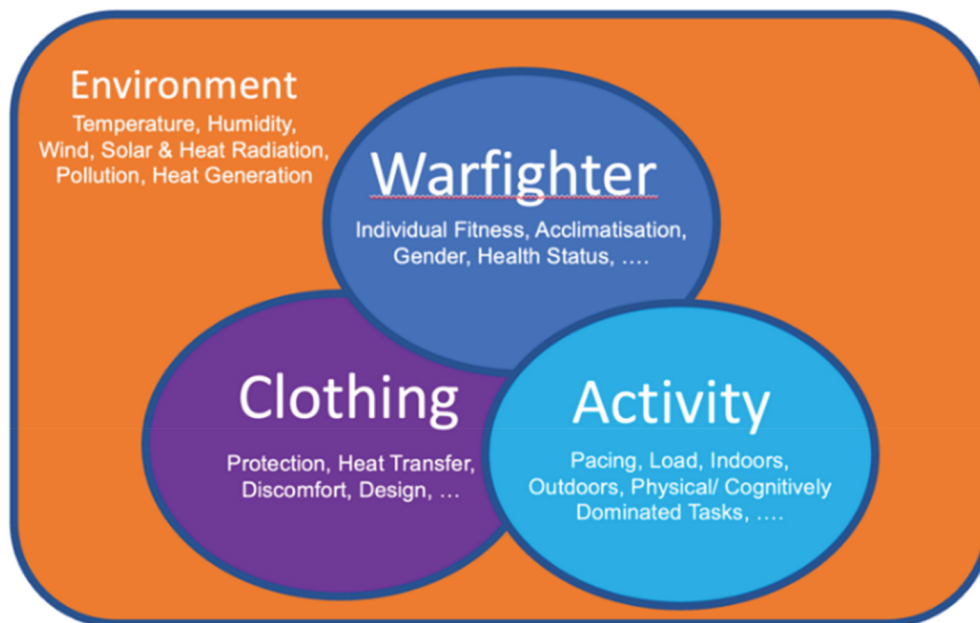 Environment
Temperature, Humidity,
Wind, Solar & Heat Radiation,
Pollution, Heat Generation
Warfighter
Individual Fitness, Acclimatisation,
Gender, Health Status, ....
Clothing
Protection, Heat Transfer,
Discomfort, Design, ...
Activity
Pacing, Load, Indoors,
Outdoors, Physical/ Cognitively
Dominated Tasks, ....